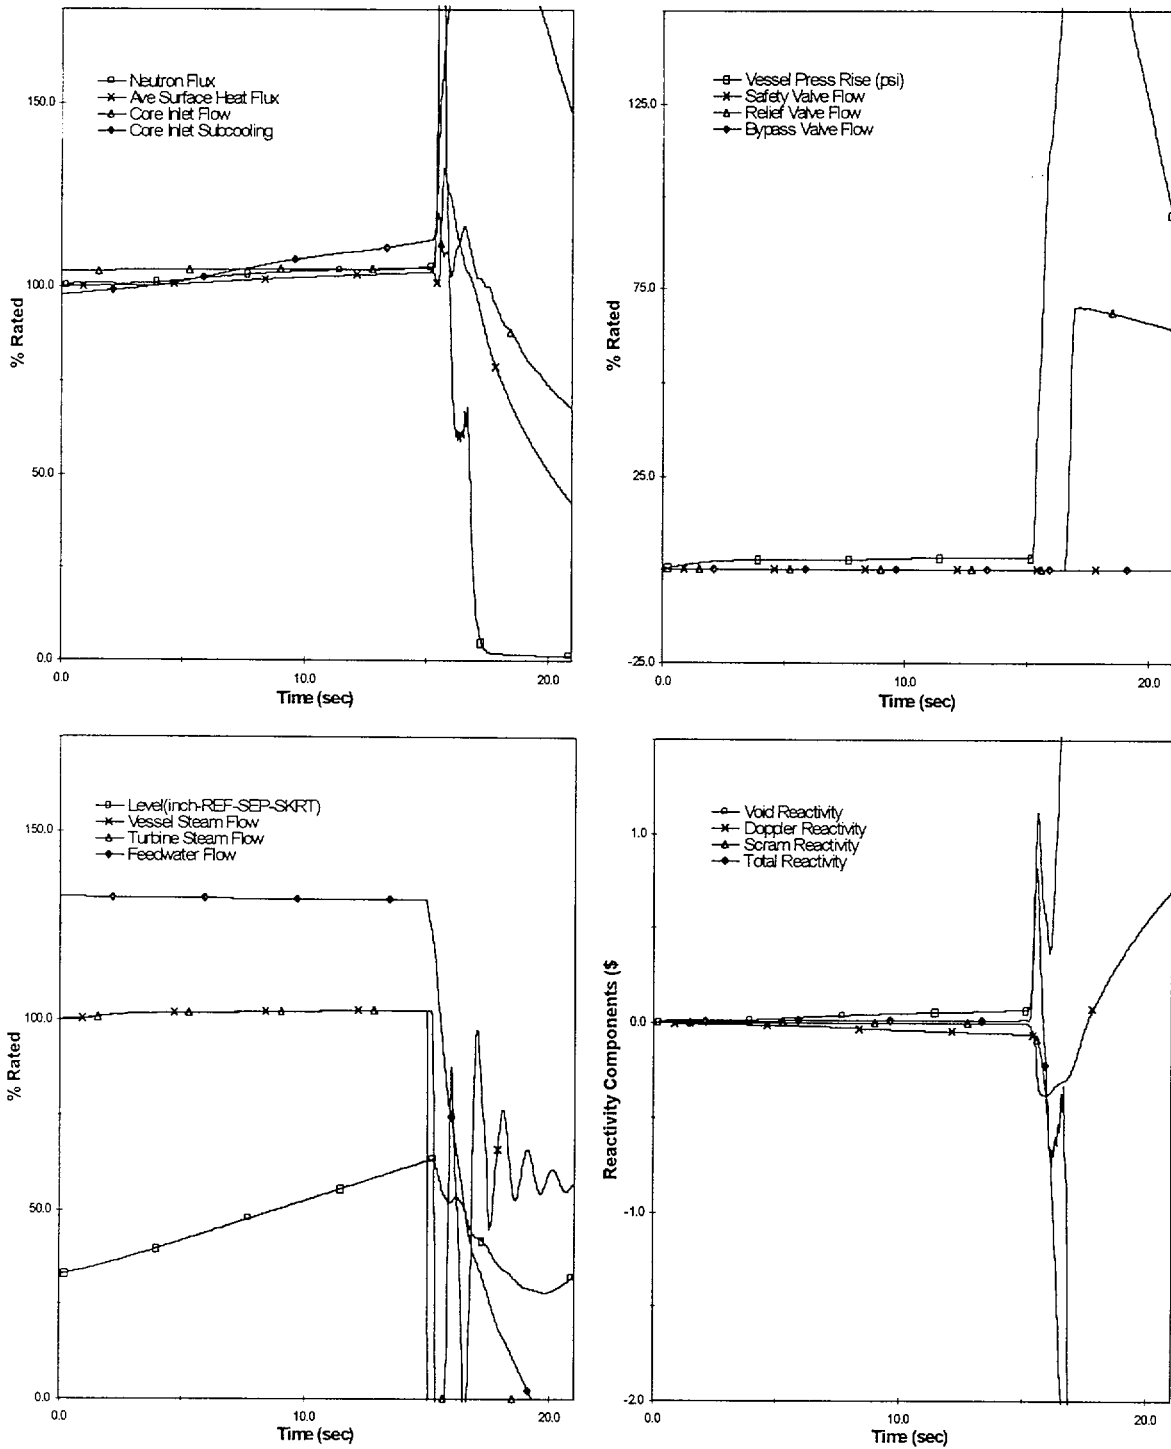 Neutron Flux
Ave Surface Heat Flux
Core Inlet Flow
Core Inlet Subcooling
150.0
100.0
50.0
0.0
% Rated
0.0
10.0
20.0
Time (sec)
Vessel Press Rise (psi)
Safety Valve Flow
Relief Valve Flow
Bypass Valve Flow
125.0
75.0
25.0
-25.0
% Rated
0.0
10.0
20.0
Time (sec)
Level(inch-REF-SEP-SKRT)
Vessel Steam Flow
Turbine Steam Flow
Feedwater Flow
150.0
100.0
50.0
0.0
% Rated
0.0
10.0
20.0
Time (sec)
Void Reactivity
Doppler Reactivity
Scram Reactivity
Total Reactivity
1.0
0.0
-1.0
-2.0
Reactivity Components ($
0.0
10.0
20.0
Time (sec)